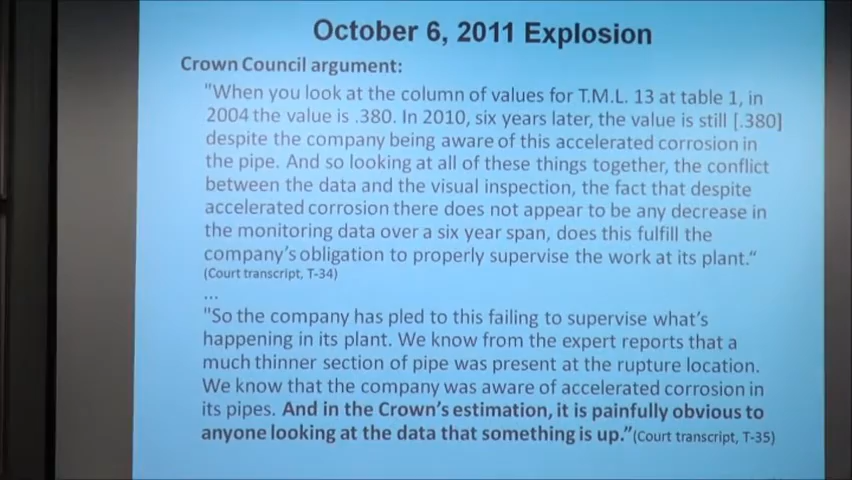 October 6, 2011 Explosion
Crown Council argument:
"When you look at the column of values for T.M.L. 13 at table 1, in
2004 the value is .380. In 2010, six years later, the value is still [.380]
despite the company being aware of this accelerated corrosion in
the pipe. And so looking at all of these things together, the conflict
between the data and the visual inspection, the fact that despite
accelerated corrosion there does not appear to be any decrease in
the monitoring data over a six year span, does this fulfill the
company's obligation to properly supervise the work at its plant."
(Court transcript, T-34)
...
"So the company has pled to this failing to supervise what's
happening in its plant. We know from the expert reports that a
much thinner section of pipe was present at the rupture location.
We know that the company was aware of accelerated corrosion in
its pipes. And in the Crown's estimation, it is painfully obvious to
anyone looking at the data that something is up."(Court transcript, T-35)